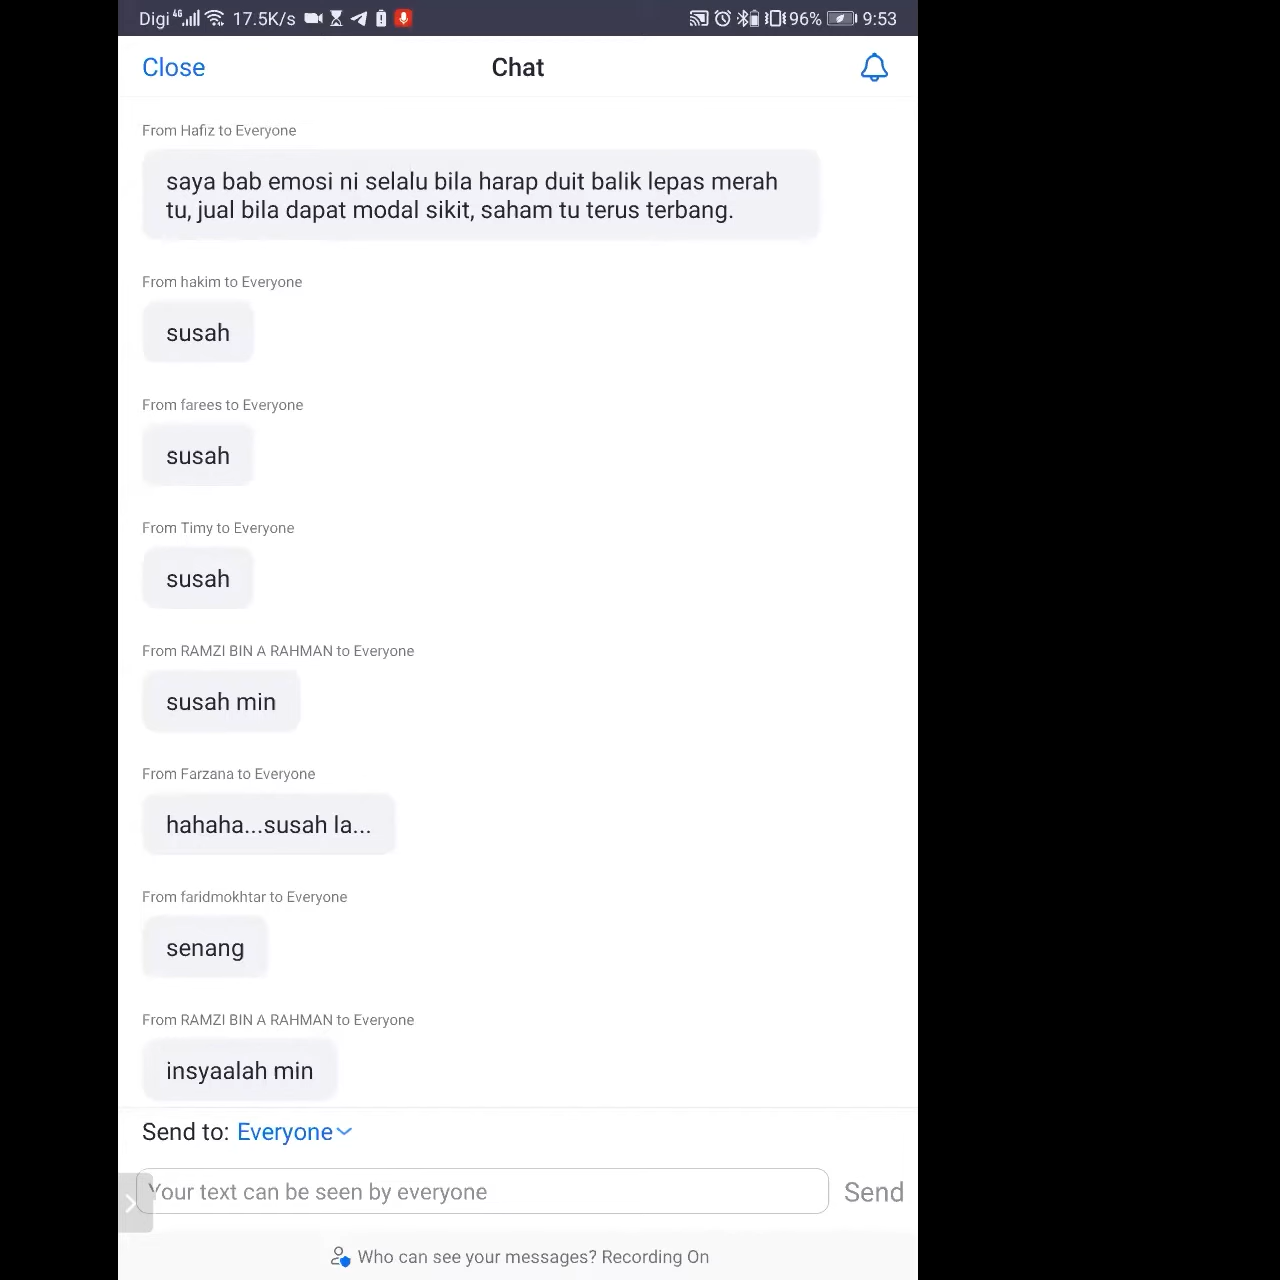 Digi 4G 17.5K/s 96% 9:53
Close Chat
From Hafiz to Everyone
saya bab emosi ni selalu bila harap duit balik lepas merah
tu, jual bila dapat modal sikit, saham tu terus terbang.
From hakim to Everyone
susah
From farees to Everyone
susah
From Timy to Everyone
susah
From RAMZI BIN A RAHMAN to Everyone
susah min
From Farzana to Everyone
hahaha...susah la...
From faridmokhtar to Everyone
senang
From RAMZI BIN A RAHMAN to Everyone
insyaalah min
Send to: Everyone
Your text can be seen by everyone Send
Who can see your messages? Recording On